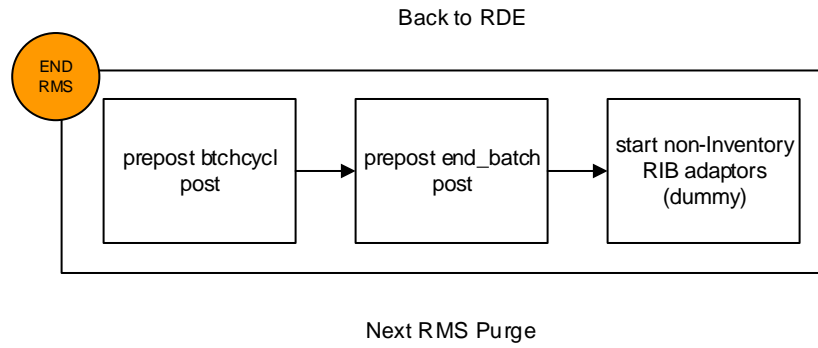 Back to RDE
END
RMS
prepost btchcycl
post
prepost end_batch
post
start non-Inventory
RIB adaptors
(dummy)
Next RMS Purge